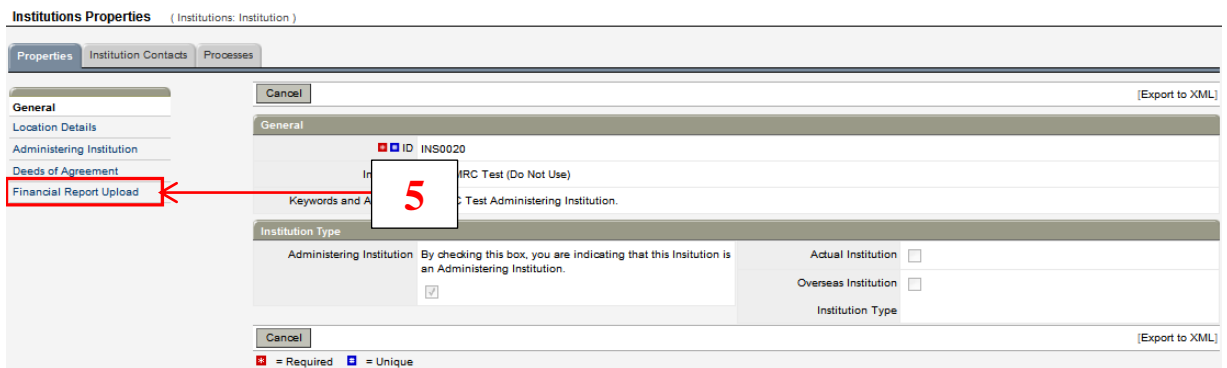 Institutions Properties ( Institutions: Institution )
Properties Institution Contacts Processes
Cancel [Export to XML]
General
Location Details
Administering Institution
Deeds of Agreement
Financial Report Upload
General
* = ID INS0020
In MRC Test (Do Not Use)
Keywords and A C Test Administering Institution.
5
Institution Type
Administering Institution By checking this box, you are indicating that this Insitution is
an Administering Institution.
Actual Institution
Overseas Institution
Institution Type
Cancel [Export to XML]
* = Required = = Unique